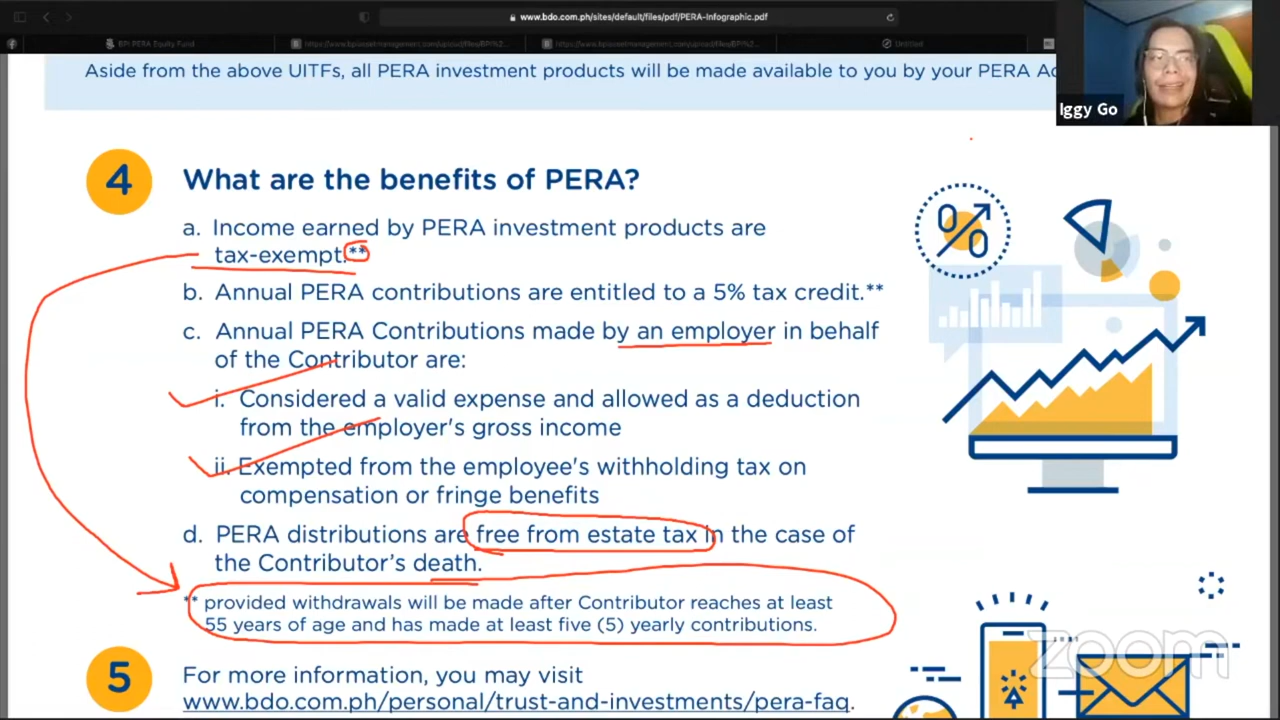 www.bdo.com.ph/sites/default/files/pdf/PERA-Infographic.pdf
BPI PERA Equity Fund
Untitled
Aside from the above UITFs, all PERA investment products will be made available to you by your PERA
Iggy Go
4
What are the benefits of PERA?
a. Income earned by PERA investment products are
tax-exempt.**
b. Annual PERA contributions are entitled to a 5% tax credit.**
c. Annual PERA Contributions made by an employer in behalf
of the Contributor are:
i. Considered a valid expense and allowed as a deduction
from the employer's gross income
ii. Exempted from the employee's withholding tax on
compensation or fringe benefits
d. PERA distributions are free from estate tax in the case of
the Contributor's death.
** provided withdrawals will be made after Contributor reaches at least
55 years of age and has made at least five (5) yearly contributions.
zoom
5
For more information, you may visit
www.bdo.com.ph/personal/trust-and-investments/pera-faq.